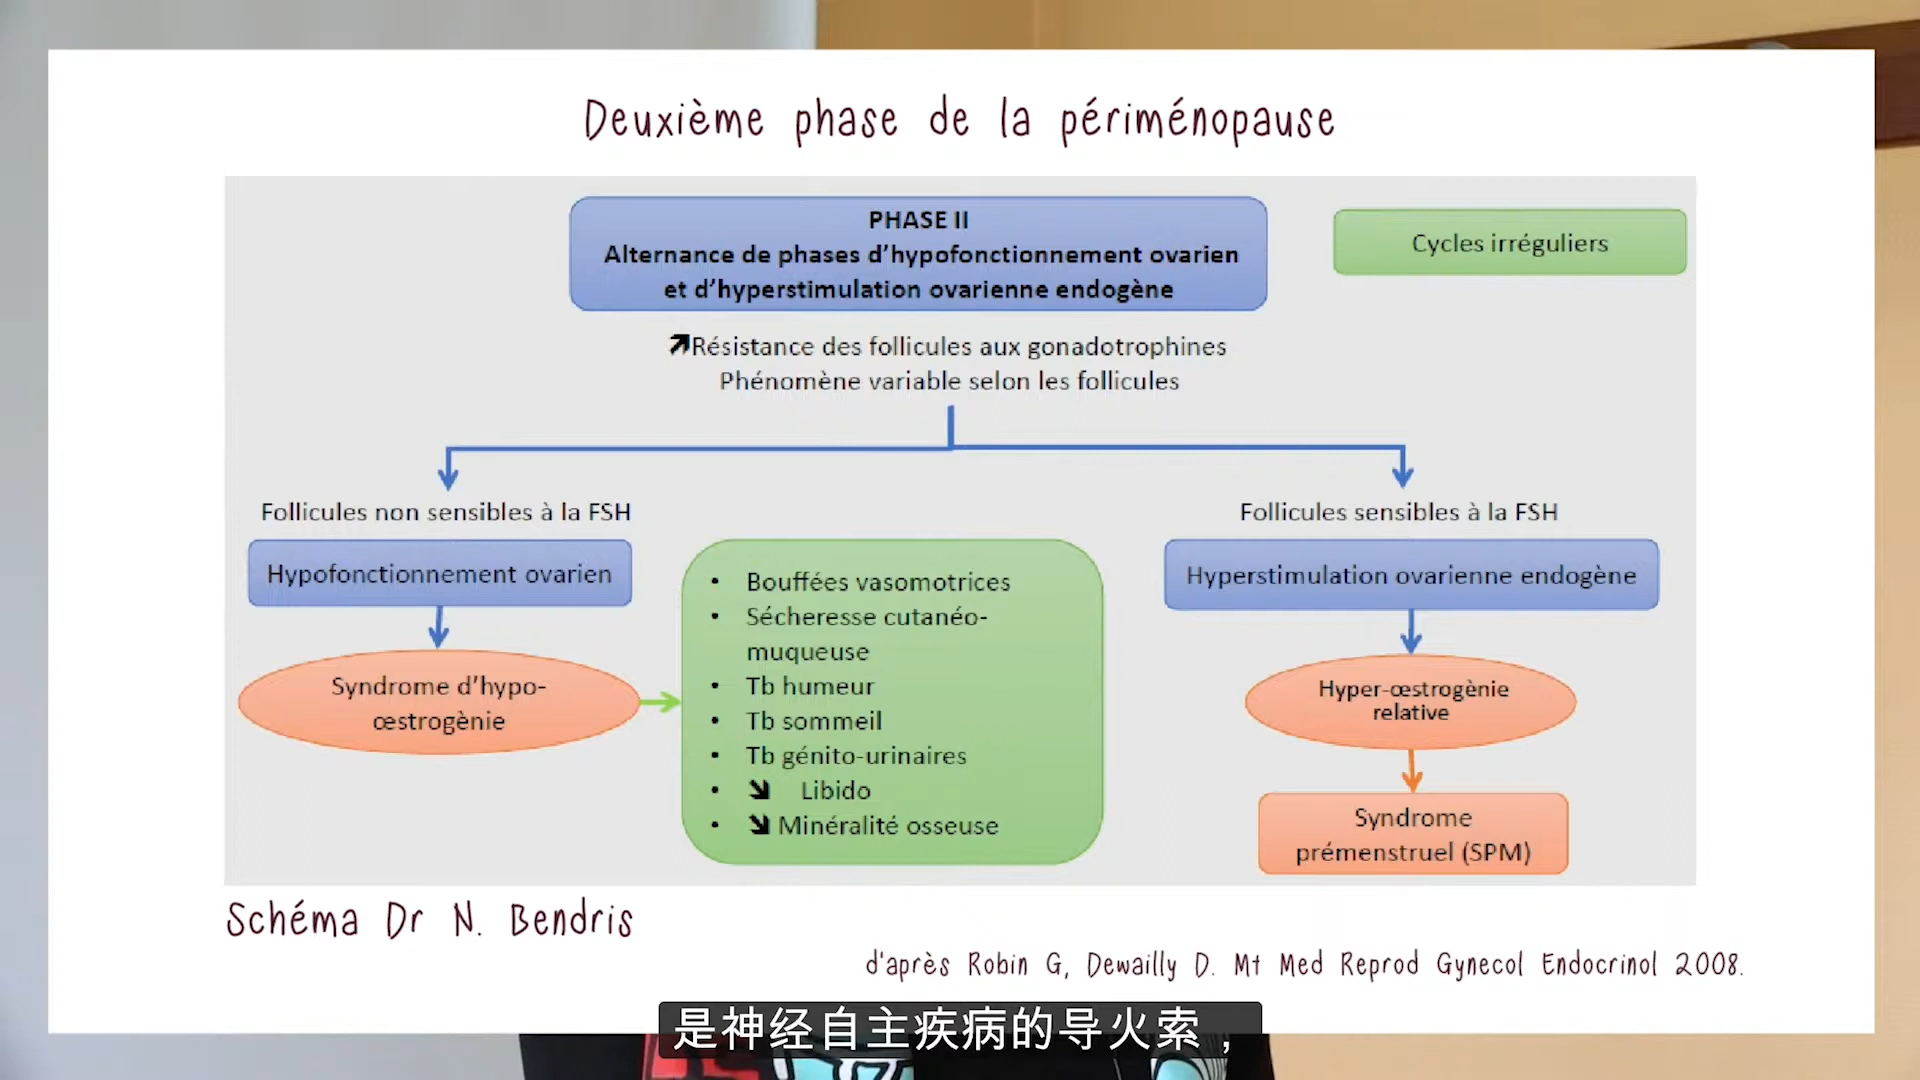 Deuxième phase de la périménopause
PHASE II
Alternance de phases d’hypofonctionnement ovarien
et d’hyperstimulation ovarienne endogène
Cycles irréguliers
↗Résistance des follicules aux gonadotrophines
Phénomène variable selon les follicules
Follicules non sensibles à la FSH
Hypofonctionnement ovarien
Syndrome d’hypo-
œstrogènie
• Bouffées vasomotrices
• Sécheresse cutanéo-
muqueuse
• Tb humeur
• Tb sommeil
• Tb génito-urinaires
• ↘ Libido
• ↘ Minéralité osseuse
Follicules sensibles à la FSH
Hyperstimulation ovarienne endogène
Hyper-œstrogènie
relative
Syndrome
prémenstruel (SPM)
Schéma Dr N. Bendris
d'après Robin G, Dewailly D. Mt Med Reprod Gynecol Endocrinol 2008.
是神经自主疾病的导火索，